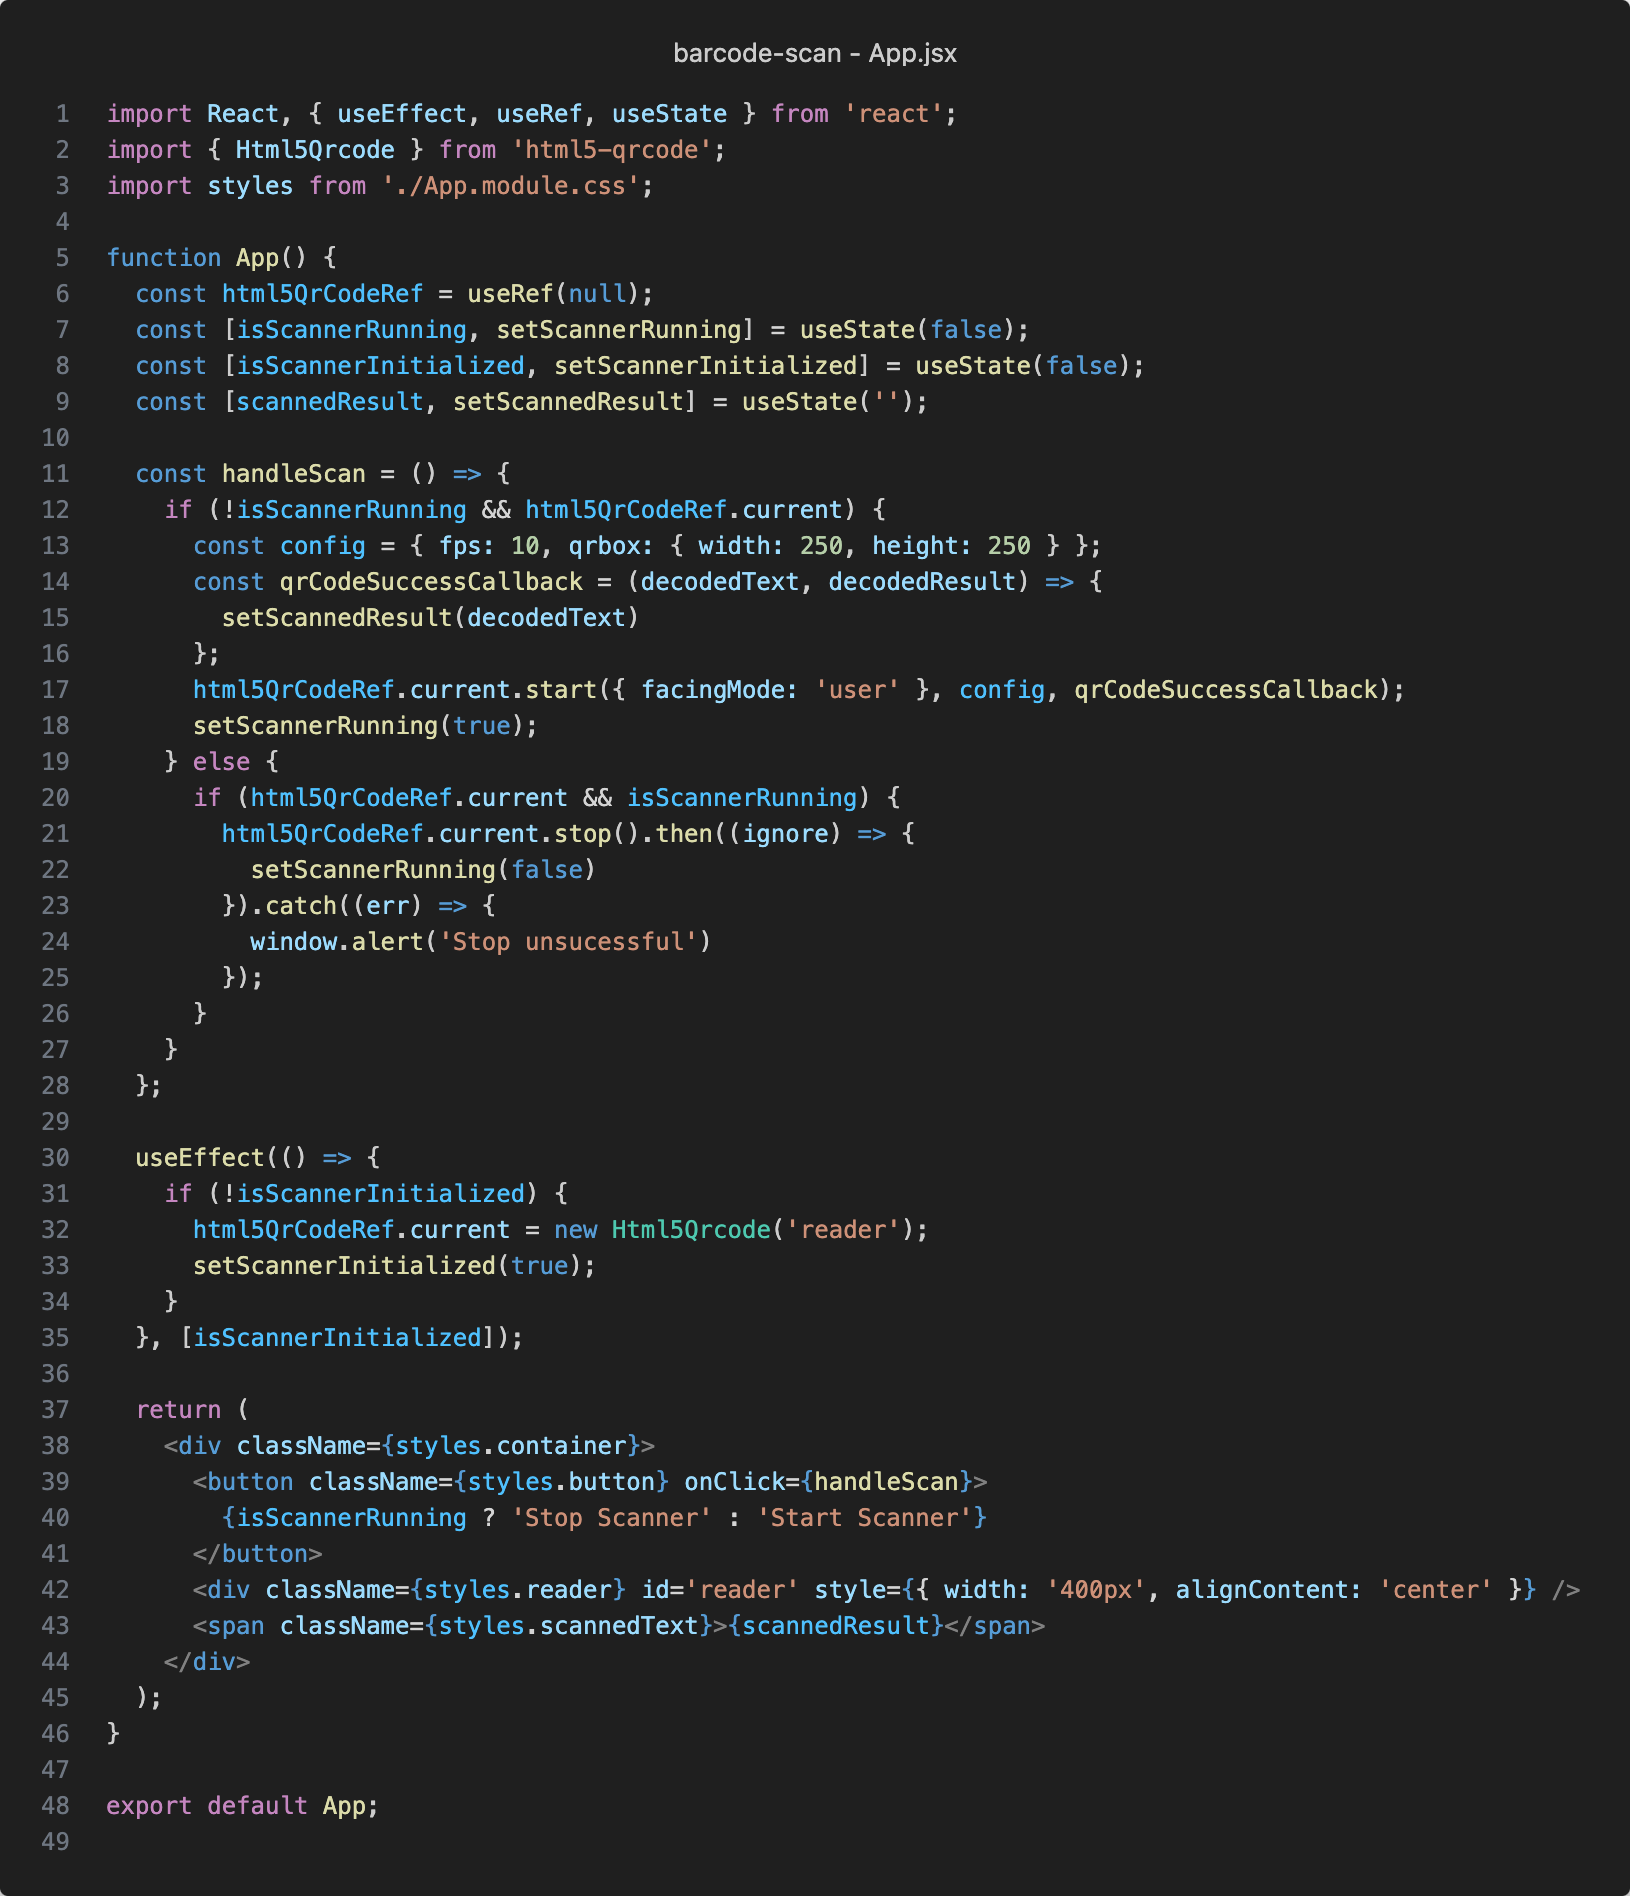 barcode-scan - App.jsx
1 import React, { useEffect, useRef, useState } from 'react';
2 import { Html5Qrcode } from 'html5-qrcode';
3 import styles from './App.module.css';
4
5 function App() {
6   const html5QrCodeRef = useRef(null);
7   const [isScannerRunning, setScannerRunning] = useState(false);
8   const [isScannerInitialized, setScannerInitialized] = useState(false);
9   const [scannedResult, setScannedResult] = useState('');
10
11   const handleScan = () => {
12     if (!isScannerRunning && html5QrCodeRef.current) {
13       const config = { fps: 10, qrbox: { width: 250, height: 250 } };
14       const qrCodeSuccessCallback = (decodedText, decodedResult) => {
15         setScannedResult(decodedText)
16       };
17       html5QrCodeRef.current.start({ facingMode: 'user' }, config, qrCodeSuccessCallback);
18       setScannerRunning(true);
19     } else {
20       if (html5QrCodeRef.current && isScannerRunning) {
21         html5QrCodeRef.current.stop().then((ignore) => {
22           setScannerRunning(false)
23         }).catch((err) => {
24           window.alert('Stop unsucessful')
25         });
26       }
27     }
28   };
29
30   useEffect(() => {
31     if (!isScannerInitialized) {
32       html5QrCodeRef.current = new Html5Qrcode('reader');
33       setScannerInitialized(true);
34     }
35   }, [isScannerInitialized]);
36
37   return (
38     <div className={styles.container}>
39       <button className={styles.button} onClick={handleScan}>
40         {isScannerRunning ? 'Stop Scanner' : 'Start Scanner'}
41       </button>
42       <div className={styles.reader} id='reader' style={{ width: '400px', alignContent: 'center' }} />
43       <span className={styles.scannedText}>{scannedResult}</span>
44     </div>
45   );
46 }
47
48 export default App;
49